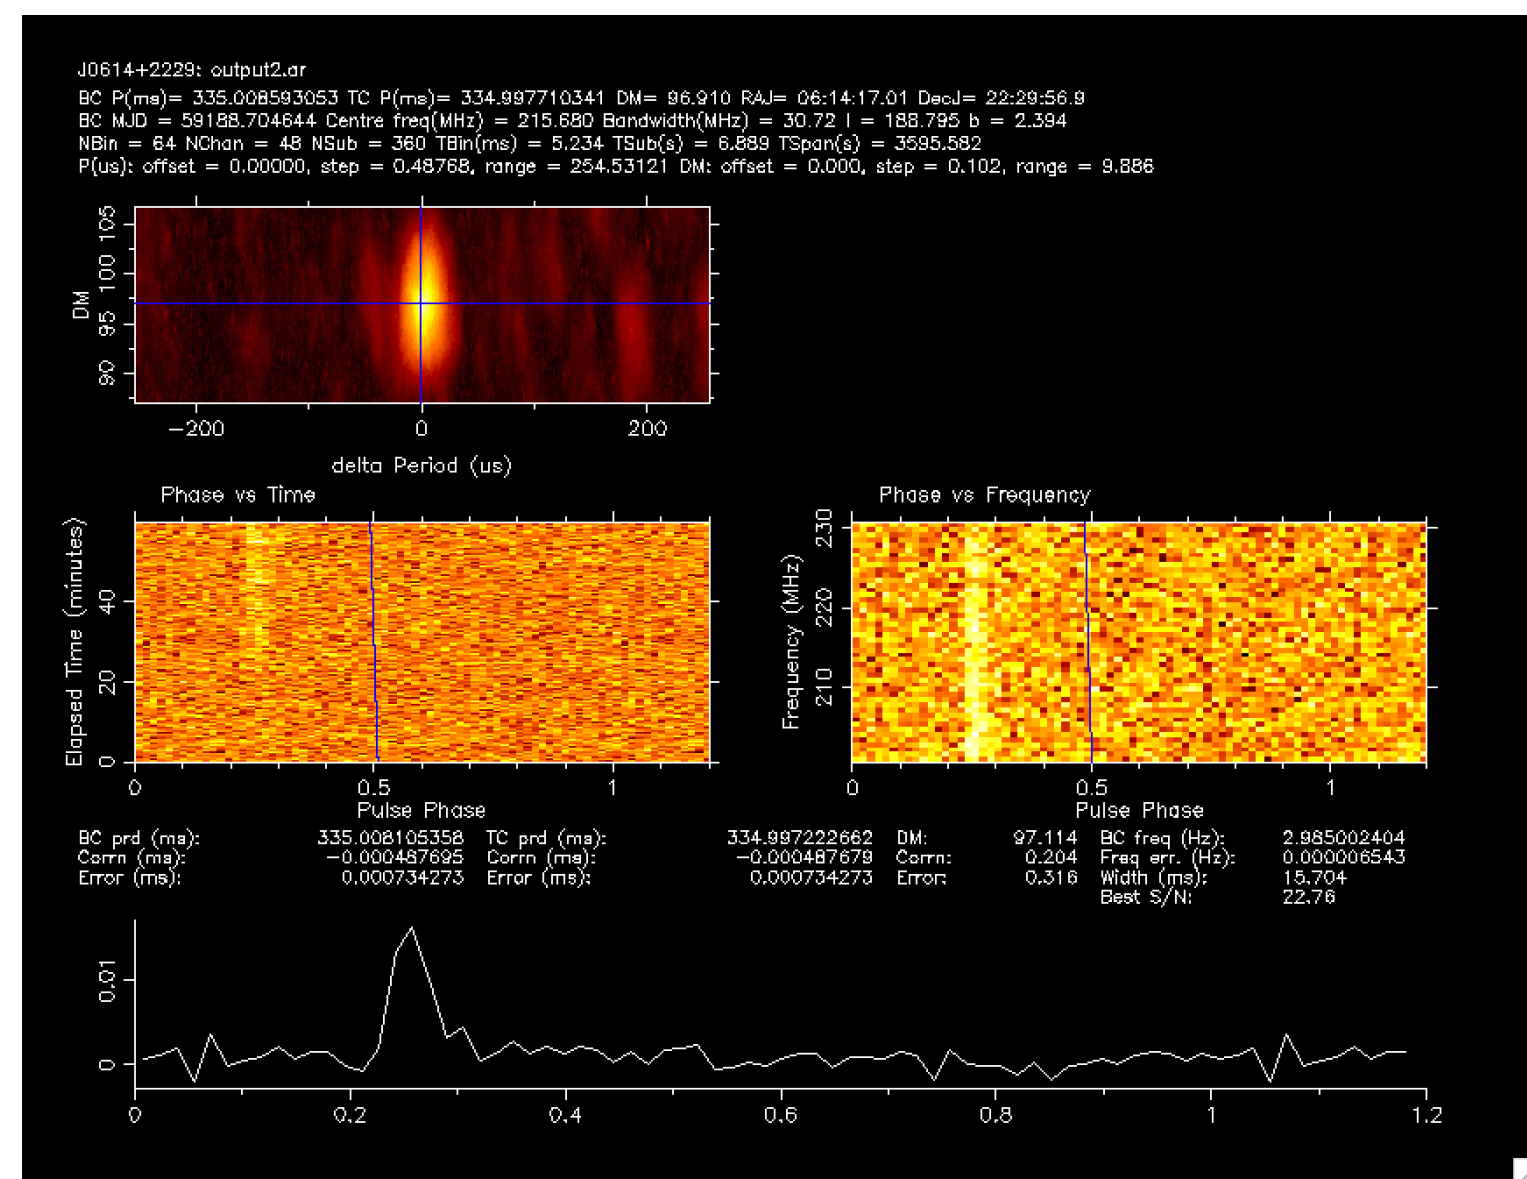 J0614+2229: output2.ar
BC P(ms)= 335.008593053 TC P(ms)= 334.997710341 DM= 96.910 RAJ= 06:14:17.01 DecJ= 22:29:56.9
BC MJD = 59188.704644 Centre freq(MHz) = 215.680 Bandwidth(MHz) = 30.72 l = 188.795 b = 2.394
NBin = 64 NChan = 48 NSub = 360 TBin(ms) = 5.234 TSub(s) = 6.889 TSpan(s) = 3595.582
P(us): offset = 0.00000, step = 0.48768, range = 254.53121 DM: offset = 0.000, step = 0.102, range = 9.886
105
100
95
90
DM
−200 0 200
delta Period (us)
Phase vs Time
Elapsed Time (minutes)
40
20
0
0 0.5 1
Pulse Phase
Phase vs Frequency
Frequency (MHz)
230
220
210
0 0.5 1
Pulse Phase
BC prd (ms): 335.008105358 TC prd (ms): 334.997222662 DM: 97.114 BC freq (Hz): 2.985002404
Corrn (ms): −0.000487695 Corrn (ms): −0.000487679 Corrn: 0.204 Freq err. (Hz): 0.000006543
Error (ms): 0.000734273 Error (ms): 0.000734273 Error: 0.316 Width (ms): 15.704
Best S/N: 22.76
0.01
0
0 0.2 0.4 0.6 0.8 1 1.2